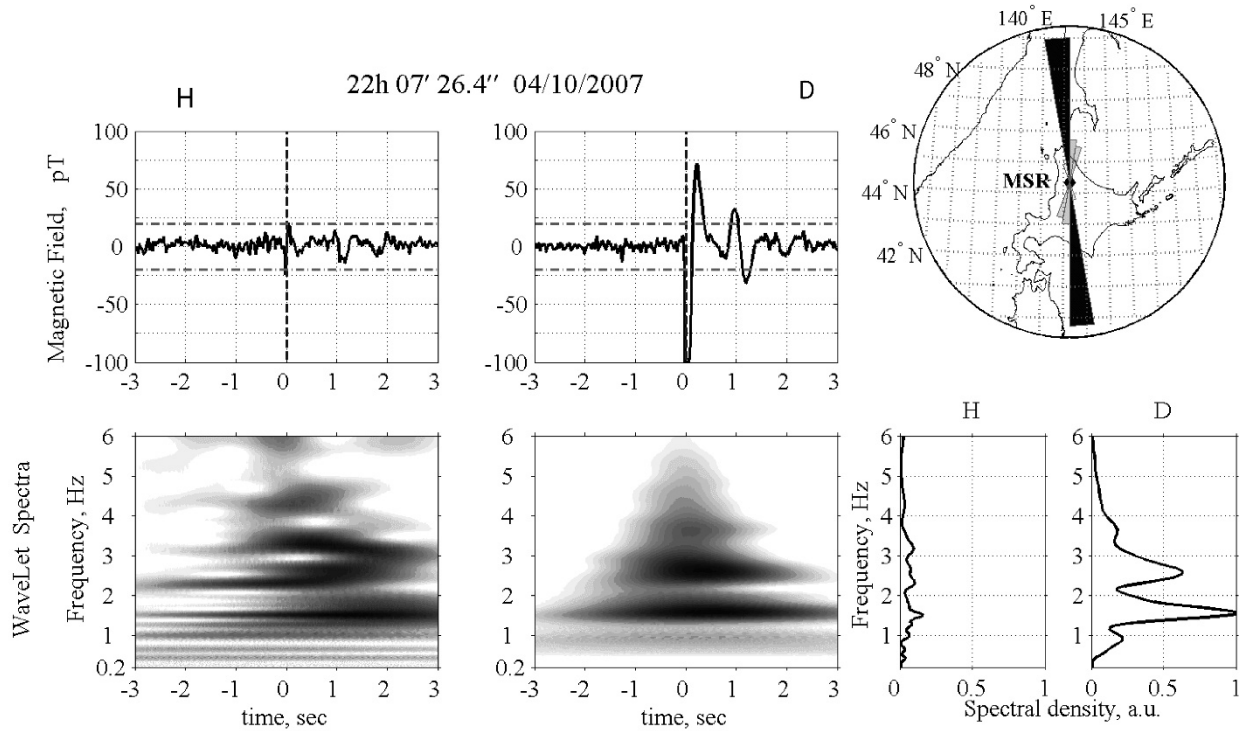 140° E 145° E
22h 07′ 26.4″ 04/10/2007
H
D
48° N
46° N
44° N
42° N
MSR
Magnetic Field, pT
100
50
0
-50
-100
-3 -2 -1 0 1 2 3
100
50
0
-50
-100
-3 -2 -1 0 1 2 3
WaveLet Spectra
Frequency, Hz
6
5
4
3
2
1
0.2
-3 -2 -1 0 1 2 3
time, sec
6
5
4
3
2
1
0.2
-3 -2 -1 0 1 2 3
time, sec
H
Frequency, Hz
6
5
4
3
2
1
0 0.5 1
D
6
5
4
3
2
1
0 0.5 1
Spectral density, a.u.